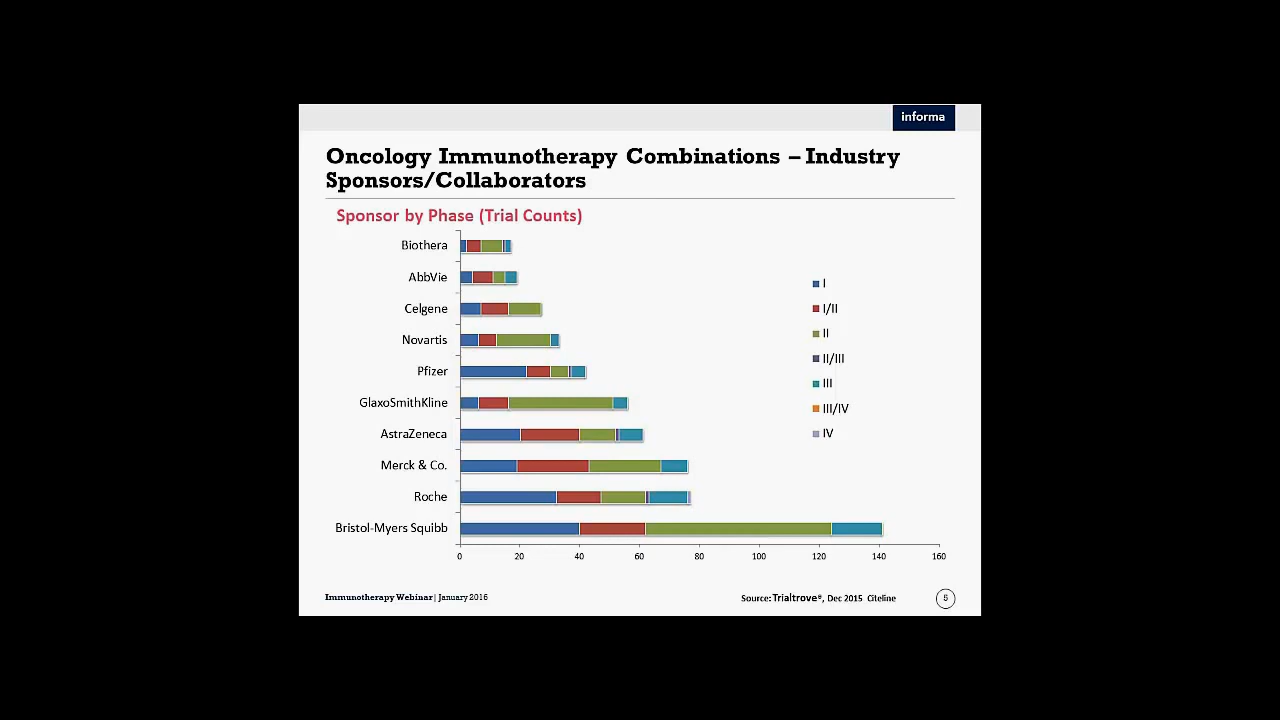 informa
Oncology Immunotherapy Combinations – Industry
Sponsors/Collaborators
Sponsor by Phase (Trial Counts)
Biothera
AbbVie
Celgene
Novartis
Pfizer
GlaxoSmithKline
AstraZeneca
Merck & Co.
Roche
Bristol-Myers Squibb
0 20 40 60 80 100 120 140 160
I
I/II
II
II/III
III
III/IV
IV
Immunotherapy Webinar| January 2016
Source: Trialtrove®, Dec 2015 Citeline
5